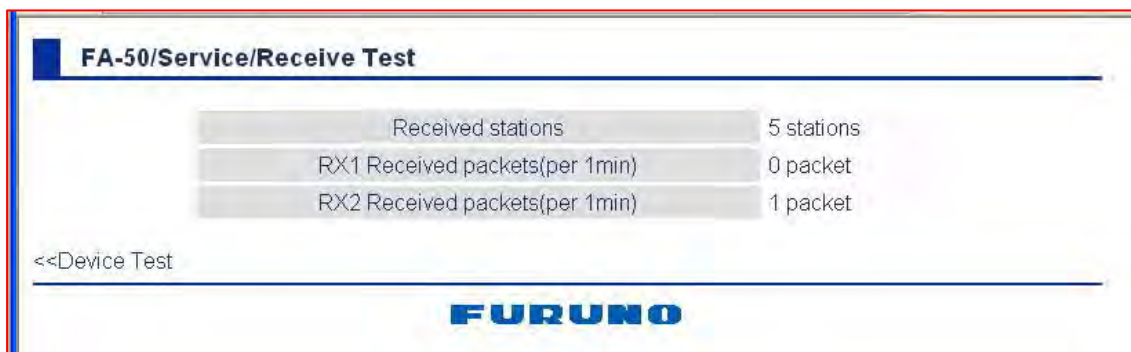 FA-50/Service/Receive Test
Received stations 5 stations
RX1 Received packets(per 1min) 0 packet
RX2 Received packets(per 1min) 1 packet
<<Device Test
FURUNO